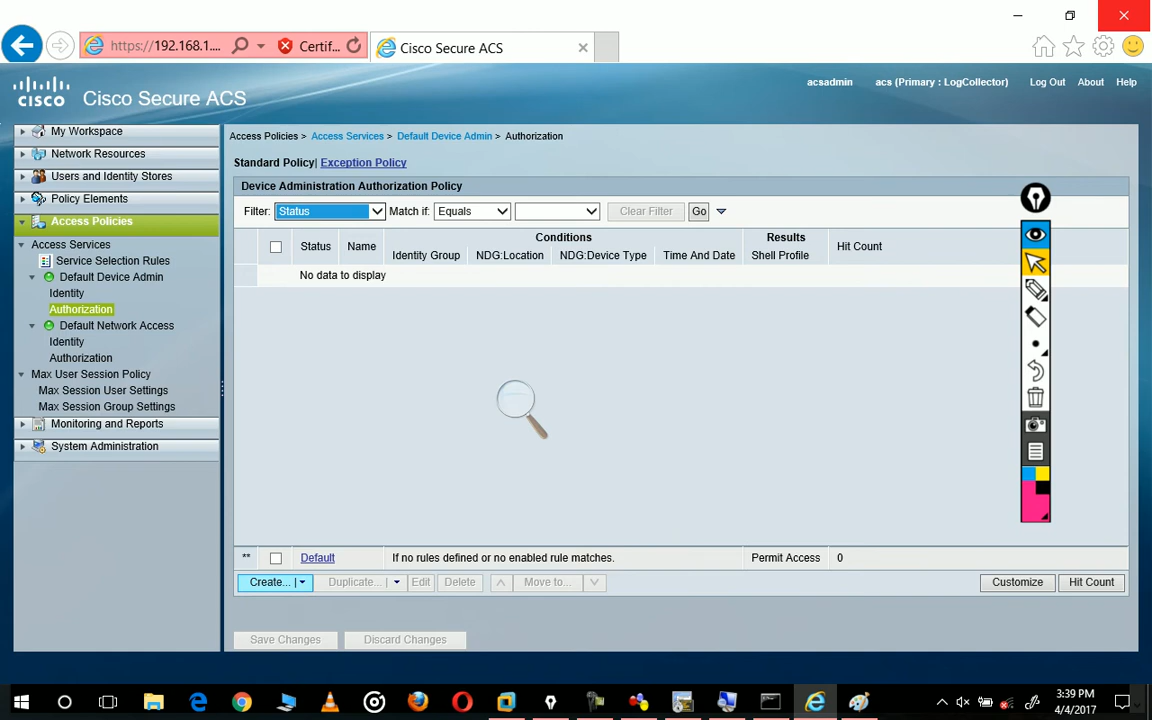 https://192.168.1....
Certif...
Cisco Secure ACS
CISCO
Cisco Secure ACS
acsadmin
acs (Primary : LogCollector)
Log Out
About
Help
My Workspace
Network Resources
Users and Identity Stores
Policy Elements
Access Policies
Access Services
Service Selection Rules
Default Device Admin
Identity
Authorization
Default Network Access
Identity
Authorization
Max User Session Policy
Max Session User Settings
Max Session Group Settings
Monitoring and Reports
System Administration
Access Policies > Access Services > Default Device Admin > Authorization
Standard Policy| Exception Policy
Device Administration Authorization Policy
Filter: Status Match if: Equals Clear Filter Go
Conditions Results
Status Name Identity Group NDG:Location NDG:Device Type Time And Date Shell Profile Hit Count
No data to display
** Default If no rules defined or no enabled rule matches. Permit Access 0
Create... | Duplicate... | Edit Delete Move to... Customize Hit Count
Save Changes Discard Changes
3:39 PM
4/4/2017